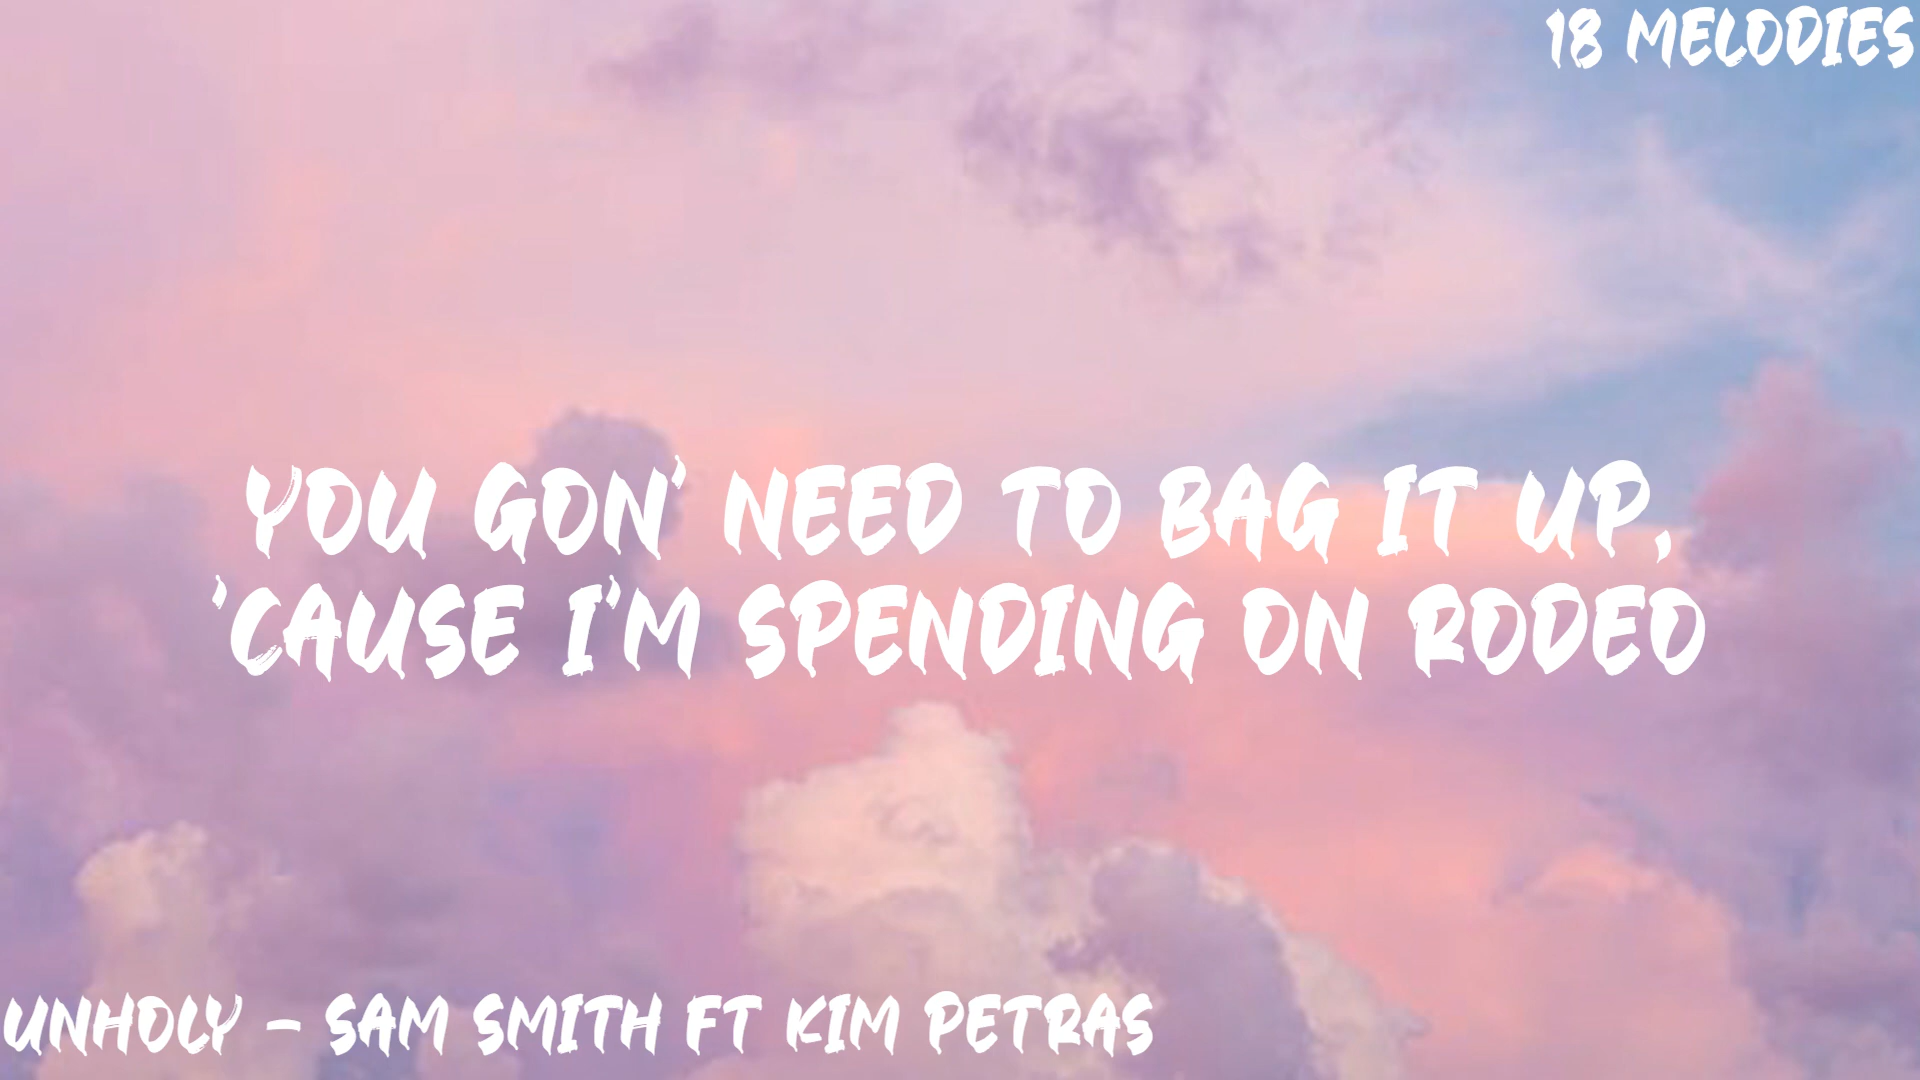 18 MELODIES
YOU GON' NEED TO BAG IT UP,
'CAUSE I'M SPENDING ON RODEO
UNHOLY - SAM SMITH FT KIM PETRAS